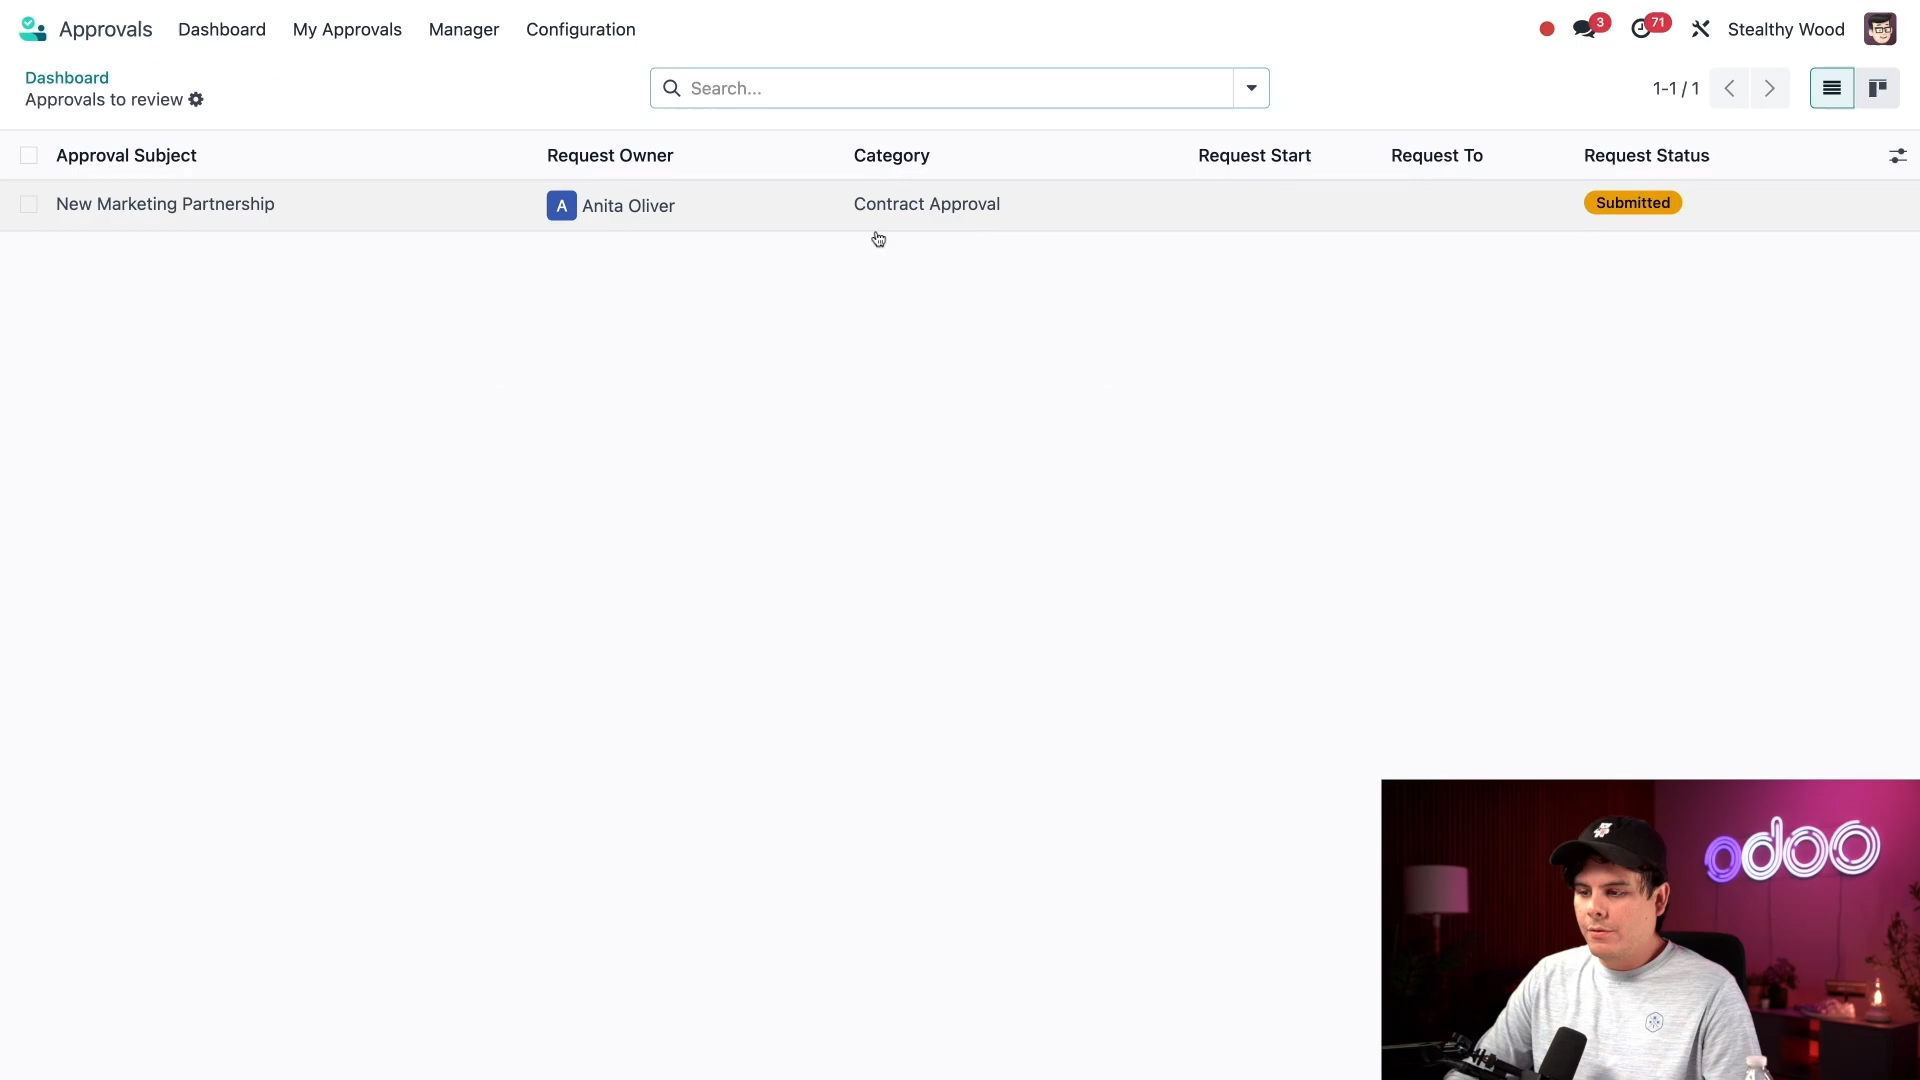 Approvals Dashboard My Approvals Manager Configuration 3 71 Stealthy Wood
Dashboard
Approvals to review
Search...
1-1 / 1
Approval Subject Request Owner Category Request Start Request To Request Status
New Marketing Partnership A Anita Oliver Contract Approval Submitted
odoo